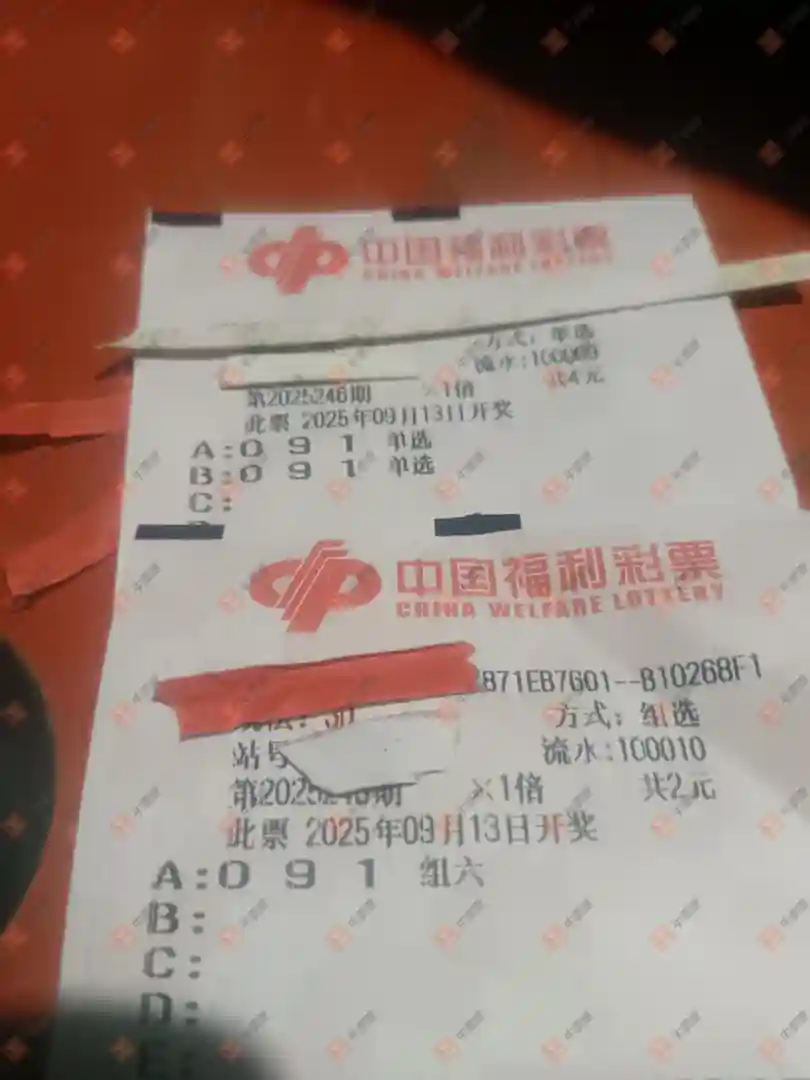 中国福利彩票
CHINA WELFARE LOTTERY
方式: 单选
流水:100009
第2025246期 ×1倍 共4元
此票 2025年09月13日开奖
A:0 9 1 单选
B:0 9 1 单选
C:
中国福利彩票
CHINA WELFARE LOTTERY
B71EB7G01--B10268F1
3D 方式: 组选
站号 流水:100010
×1倍 共2元
此票 2025年09月13日开奖
A:0 9 1 组六
B:
C:
D: